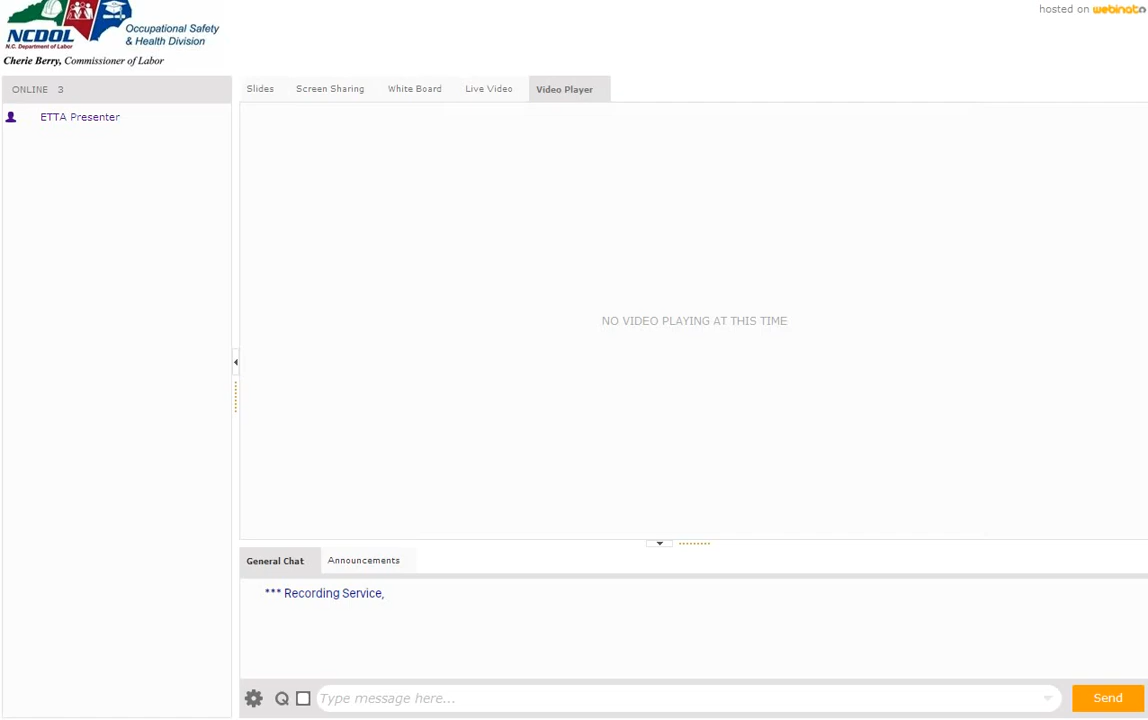 hosted on webinato
NCDOL
N.C. Department of Labor
Occupational Safety
& Health Division
Cherie Berry, Commissioner of Labor
ONLINE 3
ETTA Presenter
Slides
Screen Sharing
White Board
Live Video
Video Player
NO VIDEO PLAYING AT THIS TIME
General Chat
Announcements
*** Recording Service,
Q
Type message here...
Send